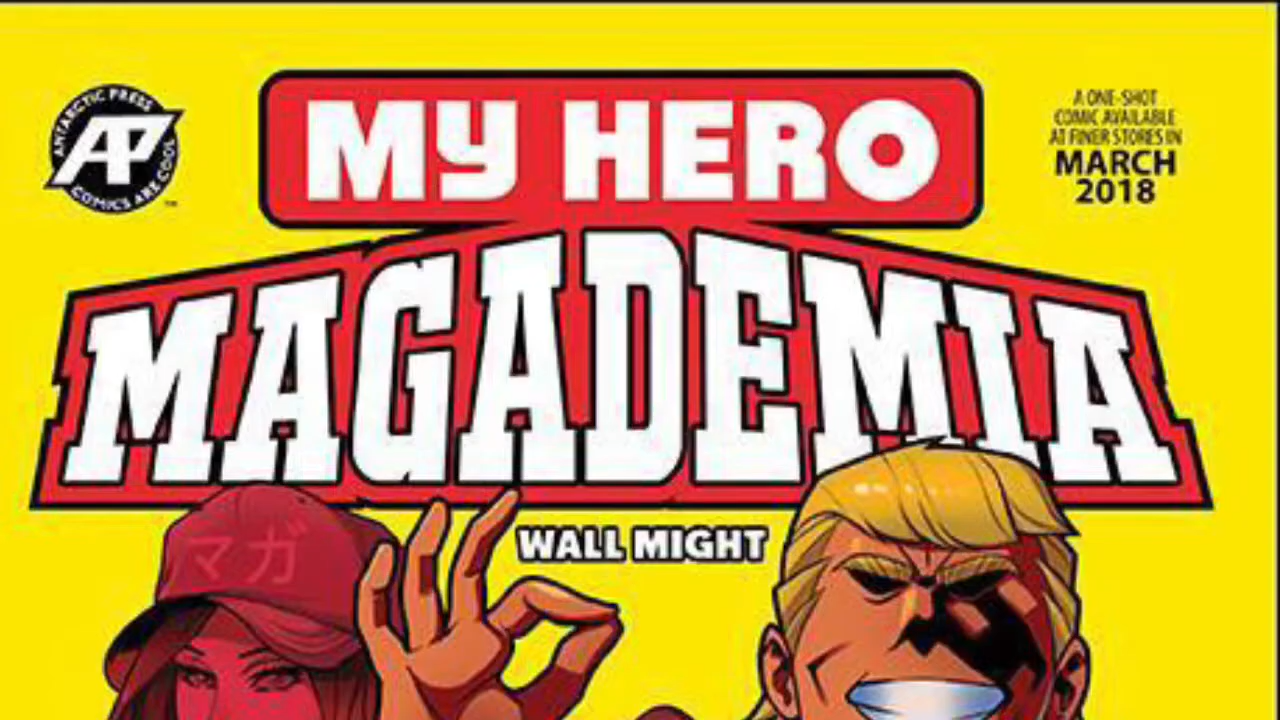 ANTARCTIC PRESS
AP
COMICS ARE COOL
™
MY HERO
MAGADEMIA
A ONE-SHOT
COMIC AVAILABLE
AT FINER STORES IN
MARCH
2018
WALL MIGHT
マガ